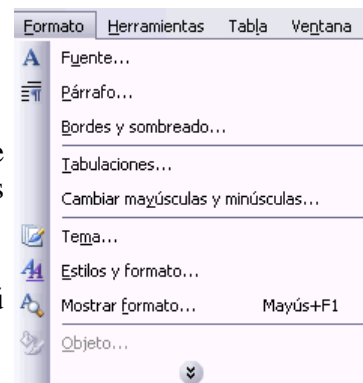 Formato Herramientas Tabla Ventana
Fuente...
Párrafo...
Bordes y sombreado...
Tabulaciones...
Cambiar mayúsculas y minúsculas...
Tema...
Estilos y formato...
Mostrar formato... Mayús+F1
Objeto...